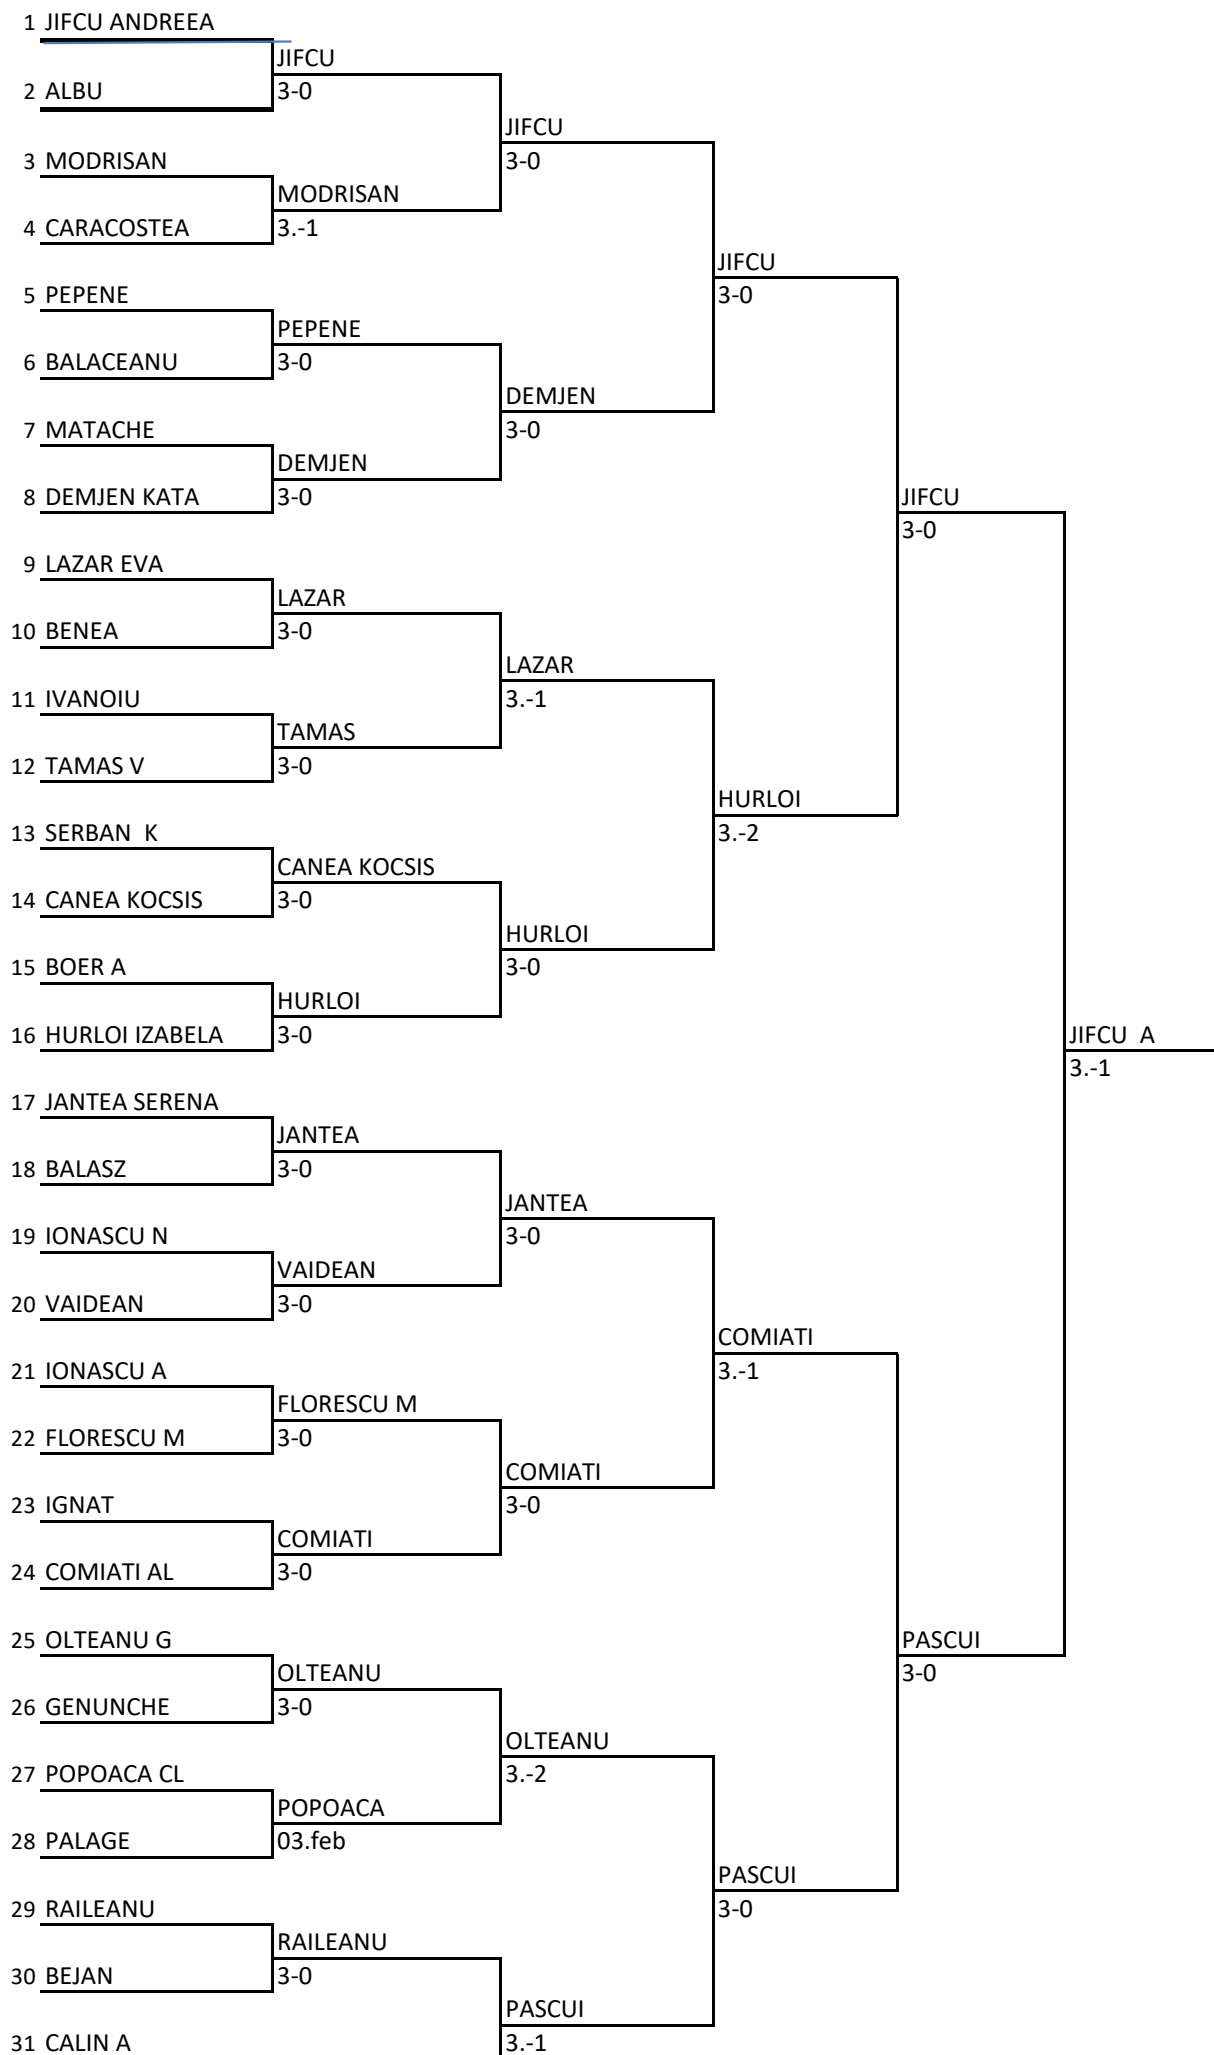 1 JIFCU ANDREEA
JIFCU
2 ALBU
3-0
JIFCU
3 MODRISAN
3-0
MODRISAN
4 CARACOSTEA
3.-1
JIFCU
5 PEPENE
3-0
PEPENE
6 BALACEANU
3-0
DEMJEN
7 MATACHE
3-0
DEMJEN
8 DEMJEN KATA
3-0
JIFCU
3-0
9 LAZAR EVA
LAZAR
10 BENEA
3-0
LAZAR
11 IVANOIU
3.-1
TAMAS
12 TAMAS V
3-0
HURLOI
13 SERBAN  K
3.-2
CANEA KOCSIS
14 CANEA KOCSIS
3-0
HURLOI
15 BOER A
3-0
HURLOI
16 HURLOI IZABELA
3-0
JIFCU  A
3.-1
17 JANTEA SERENA
JANTEA
18 BALASZ
3-0
JANTEA
19 IONASCU N
3-0
VAIDEAN
20 VAIDEAN
3-0
COMIATI
21 IONASCU A
3.-1
FLORESCU M
22 FLORESCU M
3-0
COMIATI
23 IGNAT
3-0
COMIATI
24 COMIATI AL
3-0
25 OLTEANU G
PASCUI
OLTEANU
3-0
26 GENUNCHE
3-0
OLTEANU
27 POPOACA CL
3.-2
POPOACA
28 PALAGE
03.feb
PASCUI
29 RAILEANU
3-0
RAILEANU
30 BEJAN
3-0
PASCUI
31 CALIN A
3.-1